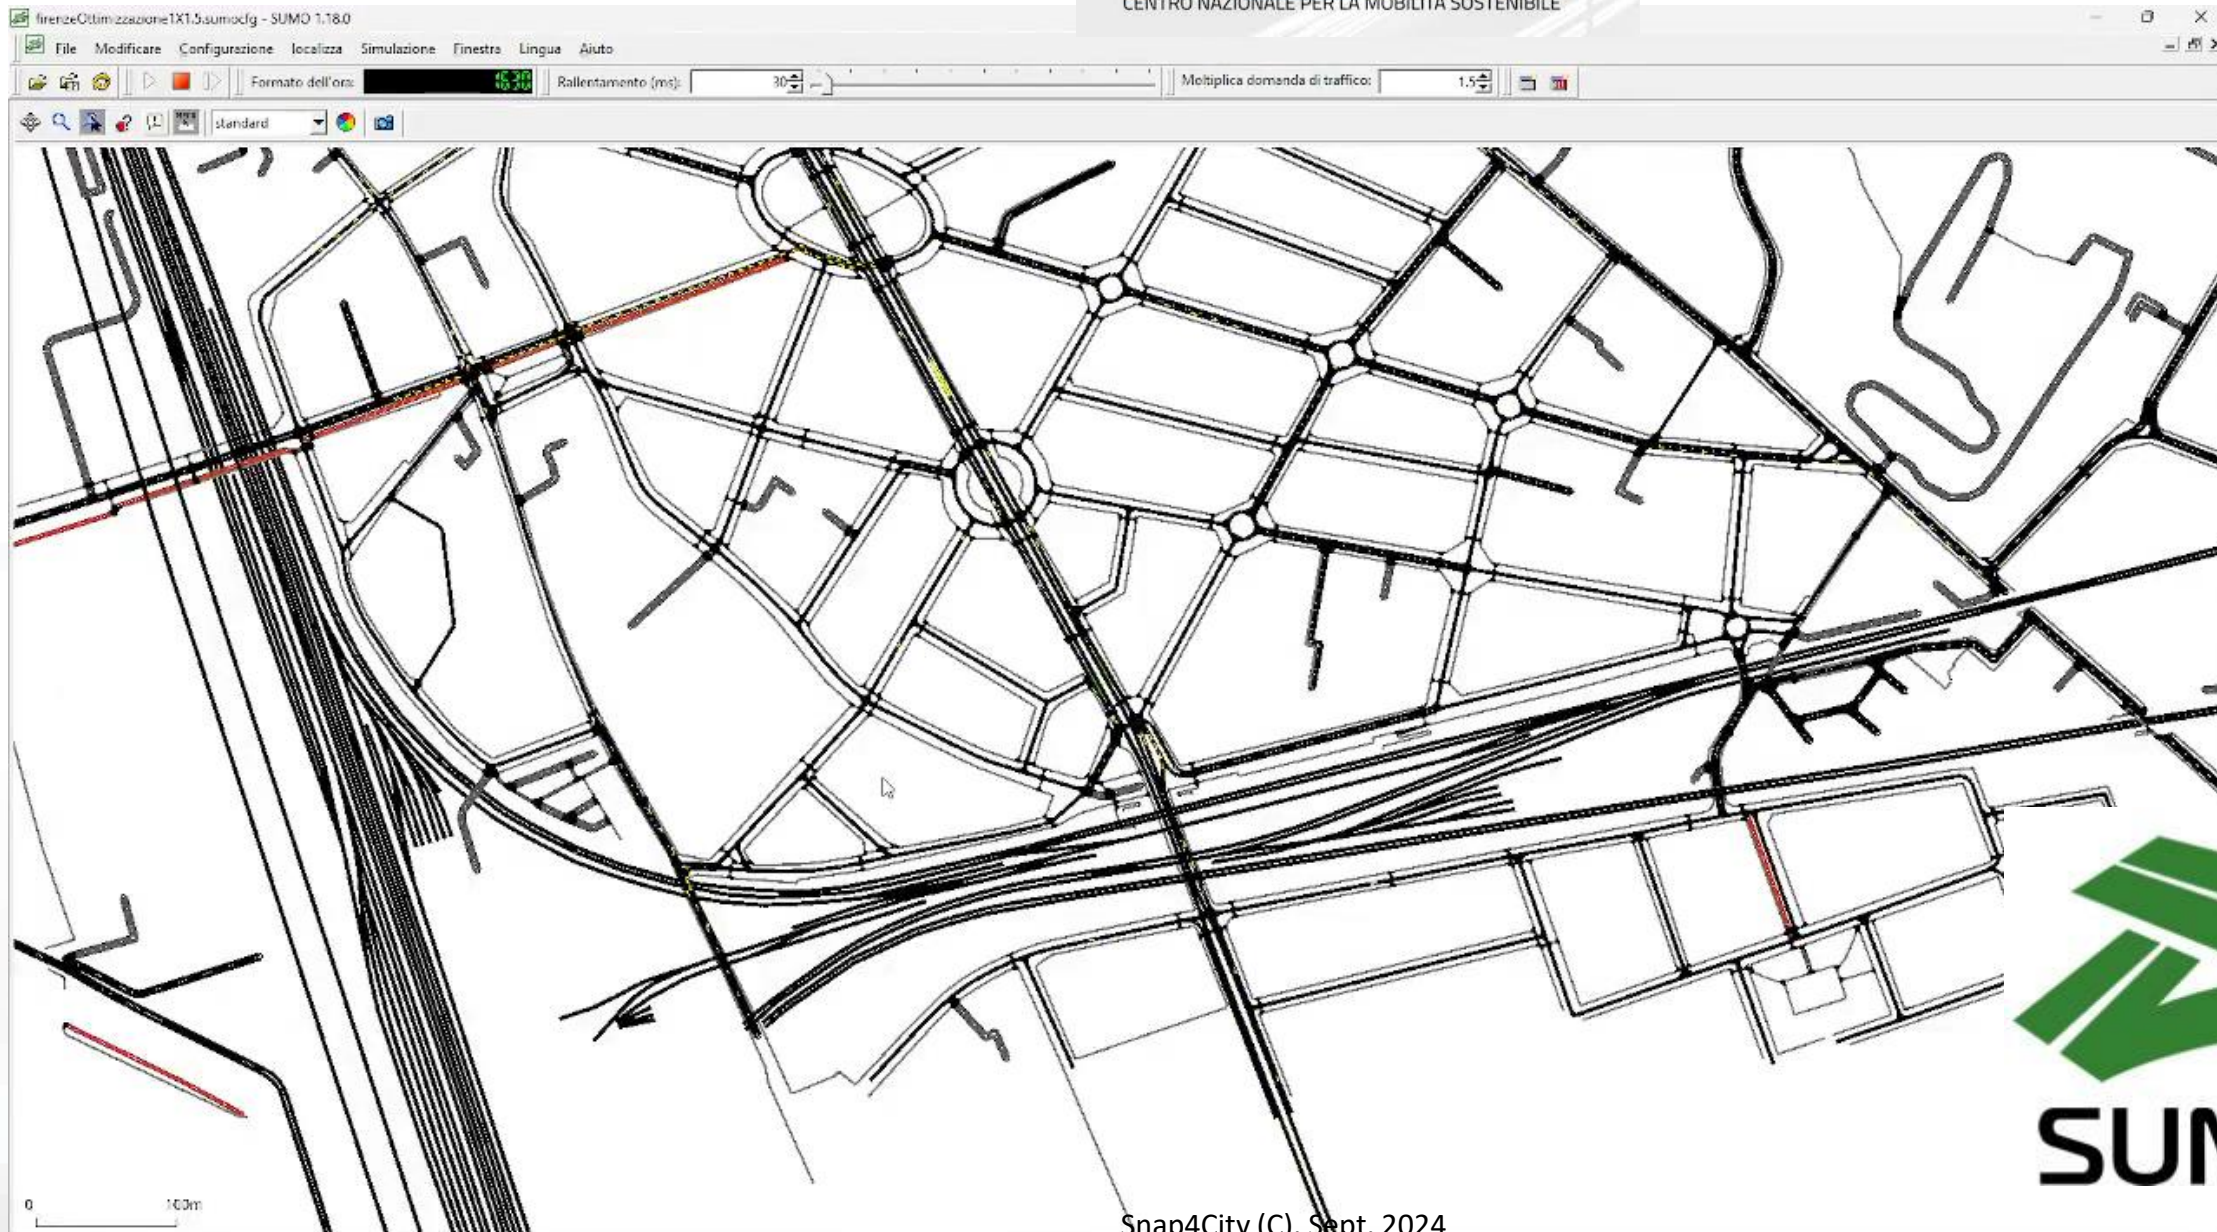 CENTRO NAZIONALE PER LA MOBILITÀ SOSTENIBILE
firenzeOttimizzazione1X1.5.sumocfg - SUMO 1.18.0
File Modificare Configurazione localizza Simulazione Finestra Lingua Aiuto
Formato dell'ora: Rallentamento (ms): 30 Moltiplica domanda di traffico: 1.5
standard
SUM
0 100m
Snap4City (C), Sept. 2024